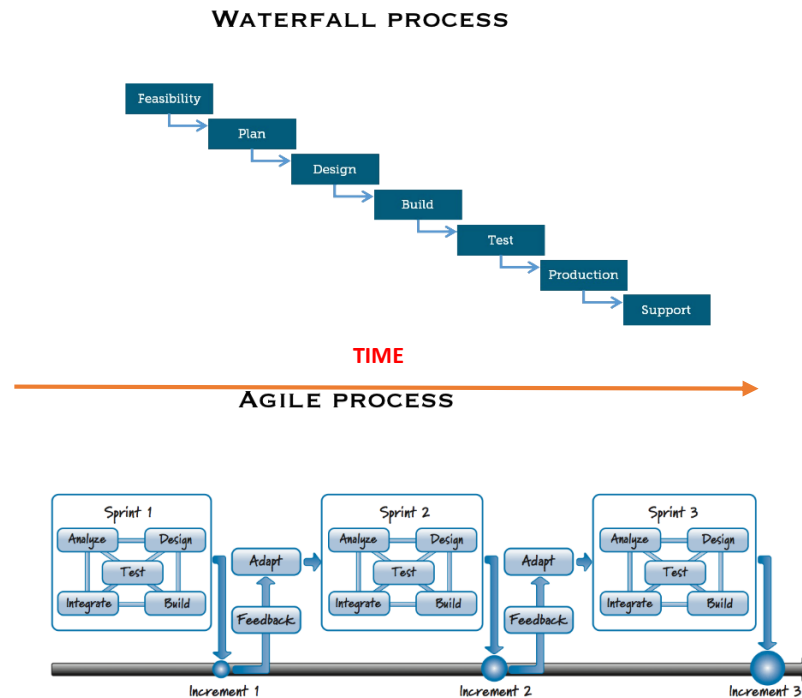 WATERFALL PROCESS
Feasibility
Plan
Design
Build
Test
Production
Support
TIME
AGILE PROCESS
Sprint 1
Analyze
Design
Test
Integrate
Build
Adapt
Feedback
Sprint 2
Analyze
Design
Test
Integrate
Build
Adapt
Feedback
Sprint 3
Analyze
Design
Test
Integrate
Build
Increment 1
Increment 2
Increment 3